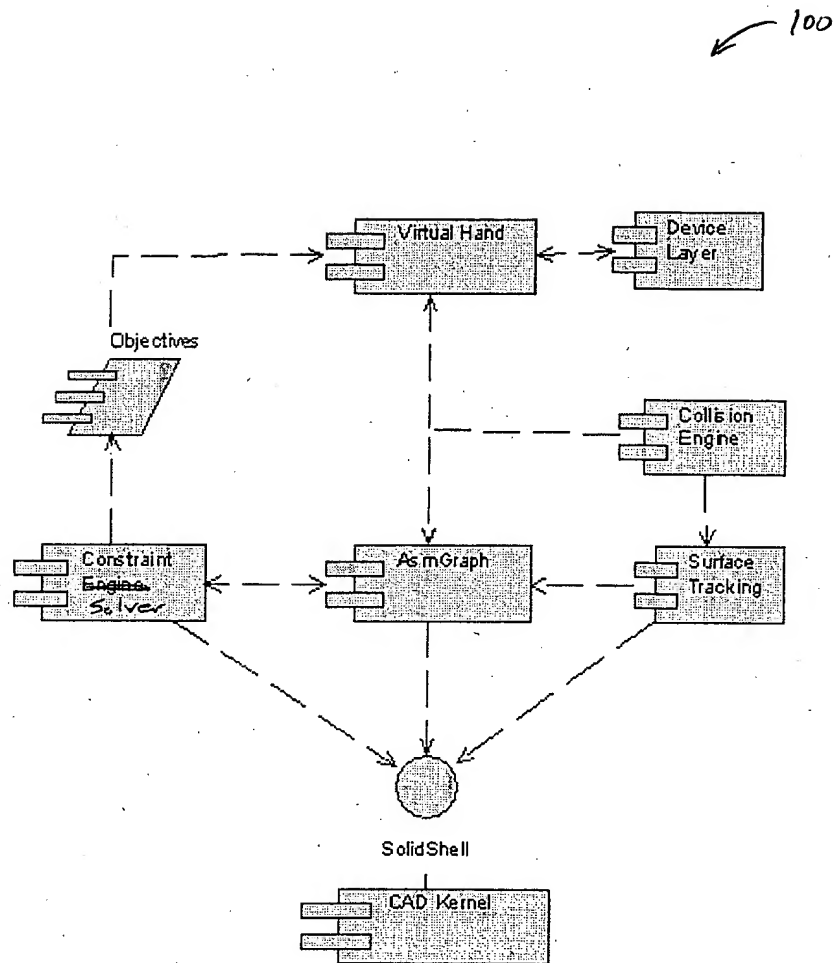 100
Virtual Hand
Device
Layer
Objectives
Collision
Engine
Constraint
Engine
Solver
AsmGraph
Surface
Tracking
SolidShell
CAD Kernel